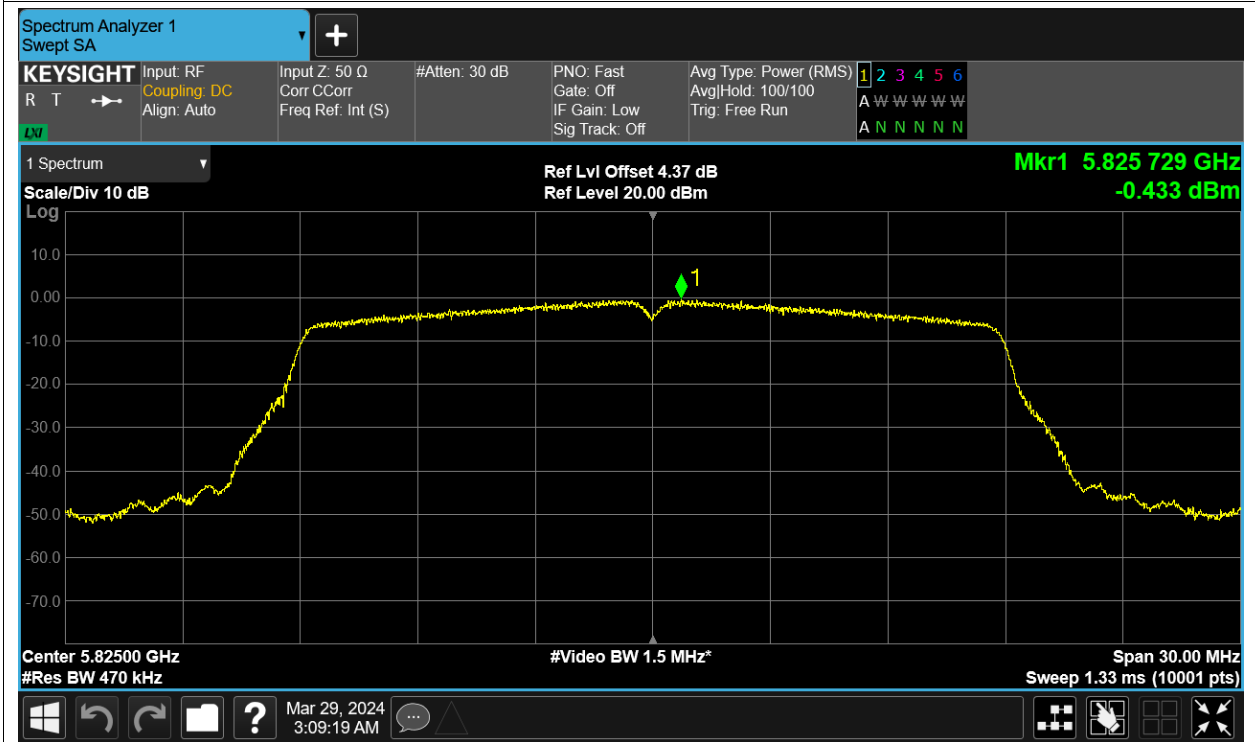 Spectrum Analyzer 1
Swept SA
KEYSIGHT
R T
LXI
Input: RF
Coupling: DC
Align: Auto
Input Z: 50 Ω
Corr CCorr
Freq Ref: Int (S)
#Atten: 30 dB
PNO: Fast
Gate: Off
IF Gain: Low
Sig Track: Off
Avg Type: Power (RMS)
Avg|Hold: 100/100
Trig: Free Run
1 2 3 4 5 6
A W W W W W
A N N N N N
1 Spectrum
Scale/Div 10 dB
Log
Ref Lvl Offset 4.37 dB
Ref Level 20.00 dBm
Mkr1 5.825 729 GHz
-0.433 dBm
1
10.0
0.00
-10.0
-20.0
-30.0
-40.0
-50.0
-60.0
-70.0
Center 5.82500 GHz
#Res BW 470 kHz
#Video BW 1.5 MHz*
Span 30.00 MHz
Sweep 1.33 ms (10001 pts)
?
Mar 29, 2024
3:09:19 AM